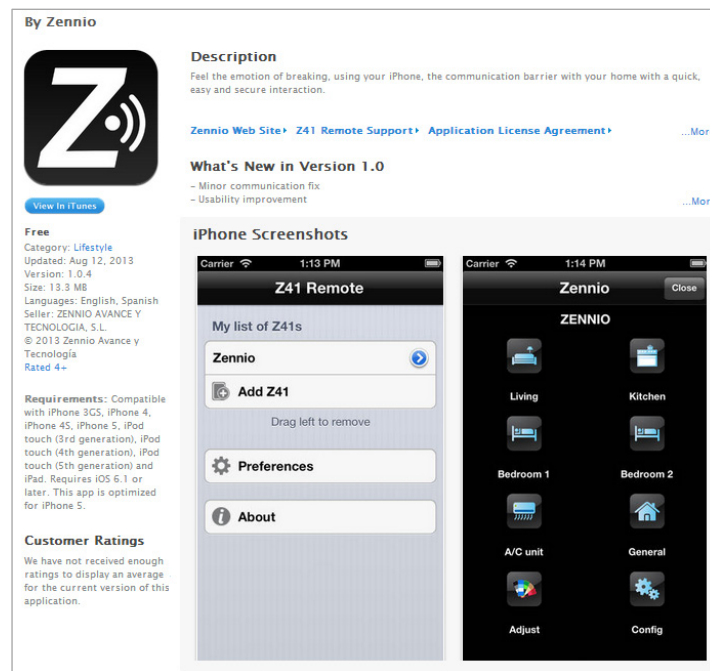 By Zennio
Z
View In iTunes
Free
Category: Lifestyle
Updated: Aug 12, 2013
Version: 1.0.4
Size: 13.3 MB
Languages: English, Spanish
Seller: ZENNIO AVANCE Y
TECNOLOGIA, S.L.
© 2013 Zennio Avance y
Tecnología
Rated 4+
Requirements: Compatible
with iPhone 3GS, iPhone 4,
iPhone 4S, iPhone 5, iPod
touch (3rd generation), iPod
touch (4th generation), iPod
touch (5th generation) and
iPad. Requires iOS 6.1 or
later. This app is optimized
for iPhone 5.
Customer Ratings
We have not received enough
ratings to display an average
for the current version of this
application.
Description
Feel the emotion of breaking, using your iPhone, the communication barrier with your home with a quick,
easy and secure interaction.
Zennio Web Site Z41 Remote Support Application License Agreement ...Mor
What's New in Version 1.0
– Minor communication fix
– Usability improvement ...Mor
iPhone Screenshots
Carrier 1:13 PM
Z41 Remote
My list of Z41s
Zennio
Add Z41
Drag left to remove
Preferences
About
Carrier 1:14 PM
Zennio Close
ZENNIO
Living Kitchen
Bedroom 1 Bedroom 2
A/C unit General
Adjust Config